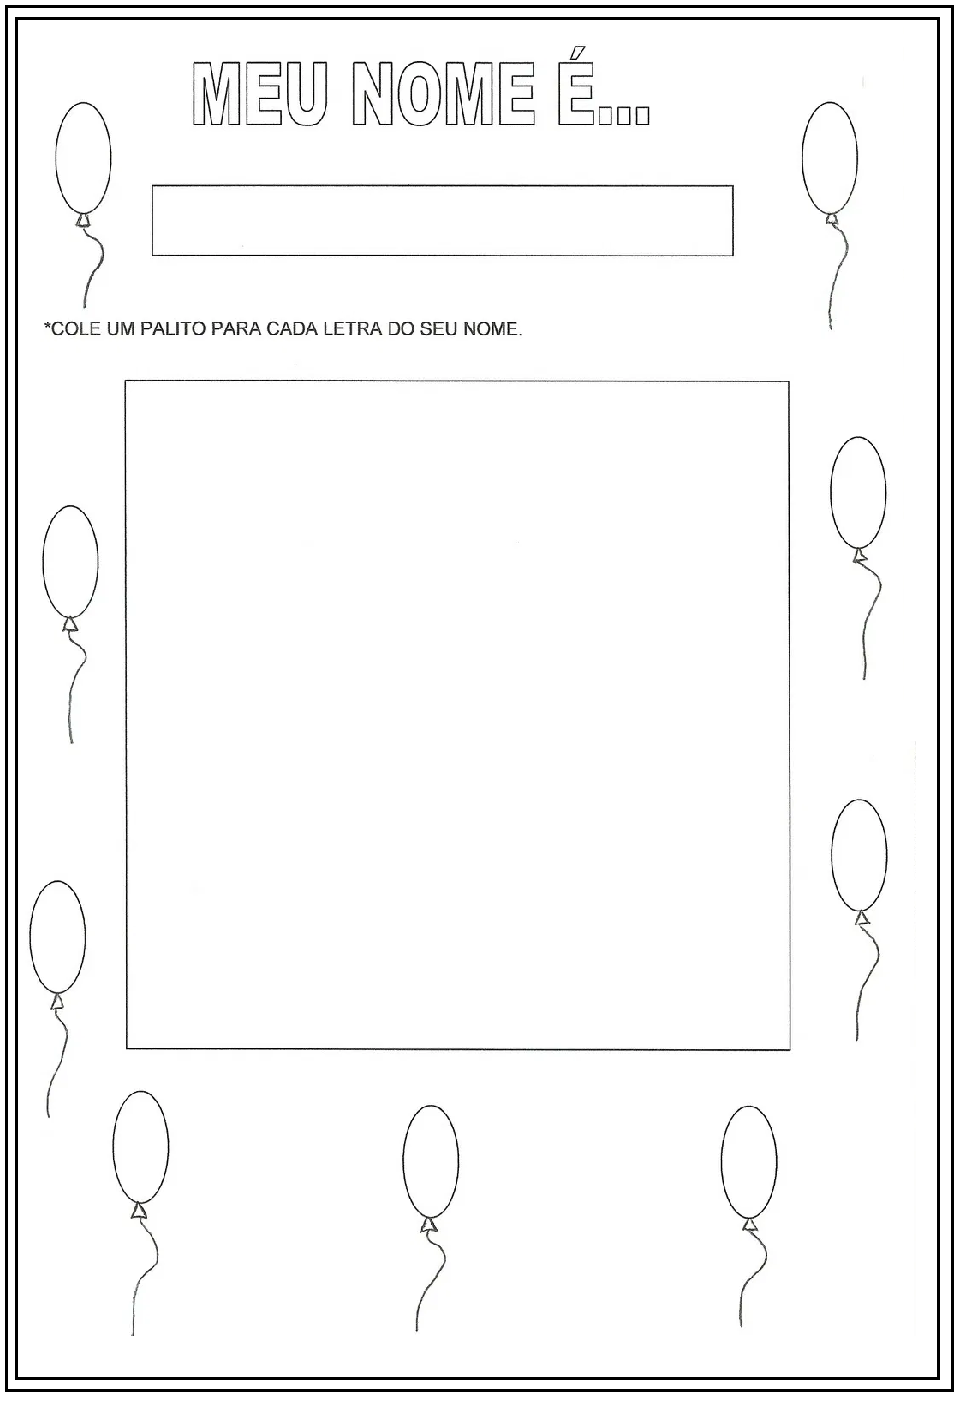 MEU NOME É...
*COLE UM PALITO PARA CADA LETRA DO SEU NOME.